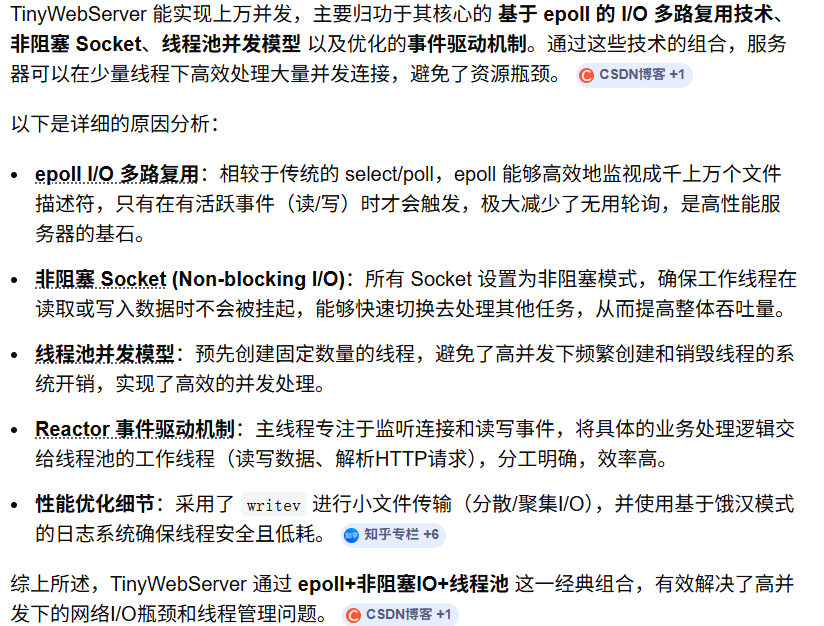 TinyWebServer 能实现上万并发，主要归功于其核心的 基于 epoll 的 I/O 多路复用技术、
非阻塞 Socket、线程池并发模型 以及优化的事件驱动机制。通过这些技术的组合，服务
器可以在少量线程下高效处理大量并发连接，避免了资源瓶颈。 CSDN博客 +1
以下是详细的原因分析：
• epoll I/O 多路复用：相较于传统的 select/poll，epoll 能够高效地监视成千上万个文件
描述符，只有在有活跃事件（读/写）时才会触发，极大减少了无用轮询，是高性能服
务器的基石。
• 非阻塞 Socket (Non-blocking I/O)：所有 Socket 设置为非阻塞模式，确保工作线程在
读取或写入数据时不会被挂起，能够快速切换去处理其他任务，从而提高整体吞吐量。
• 线程池并发模型：预先创建固定数量的线程，避免了高并发下频繁创建和销毁线程的系
统开销，实现了高效的并发处理。
• Reactor 事件驱动机制：主线程专注于监听连接和读写事件，将具体的业务处理逻辑交
给线程池的工作线程（读写数据、解析HTTP请求），分工明确，效率高。
• 性能优化细节：采用了 writev 进行小文件传输（分散/聚集I/O），并使用基于饿汉模式
的日志系统确保线程安全且低耗。 知乎 知乎专栏 +6
综上所述，TinyWebServer 通过 epoll+非阻塞IO+线程池 这一经典组合，有效解决了高并
发下的网络I/O瓶颈和线程管理问题。 CSDN博客 +1